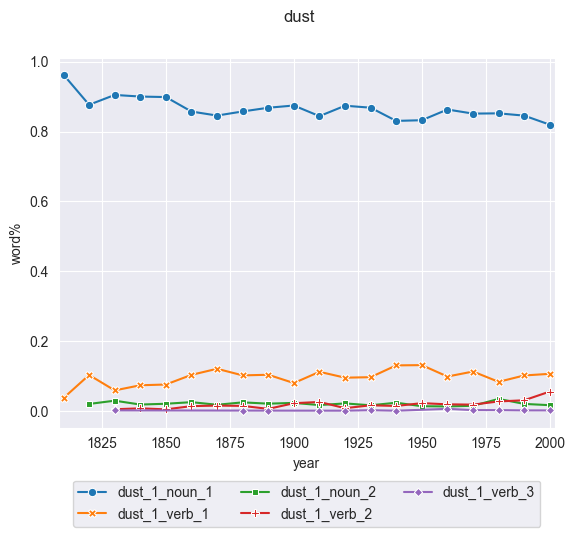 dust
1.0
0.8
0.6
0.4
0.2
0.0
word%
1825 1850 1875 1900 1925 1950 1975 2000
year
dust_1_noun_1 dust_1_noun_2 dust_1_verb_3
dust_1_verb_1 dust_1_verb_2